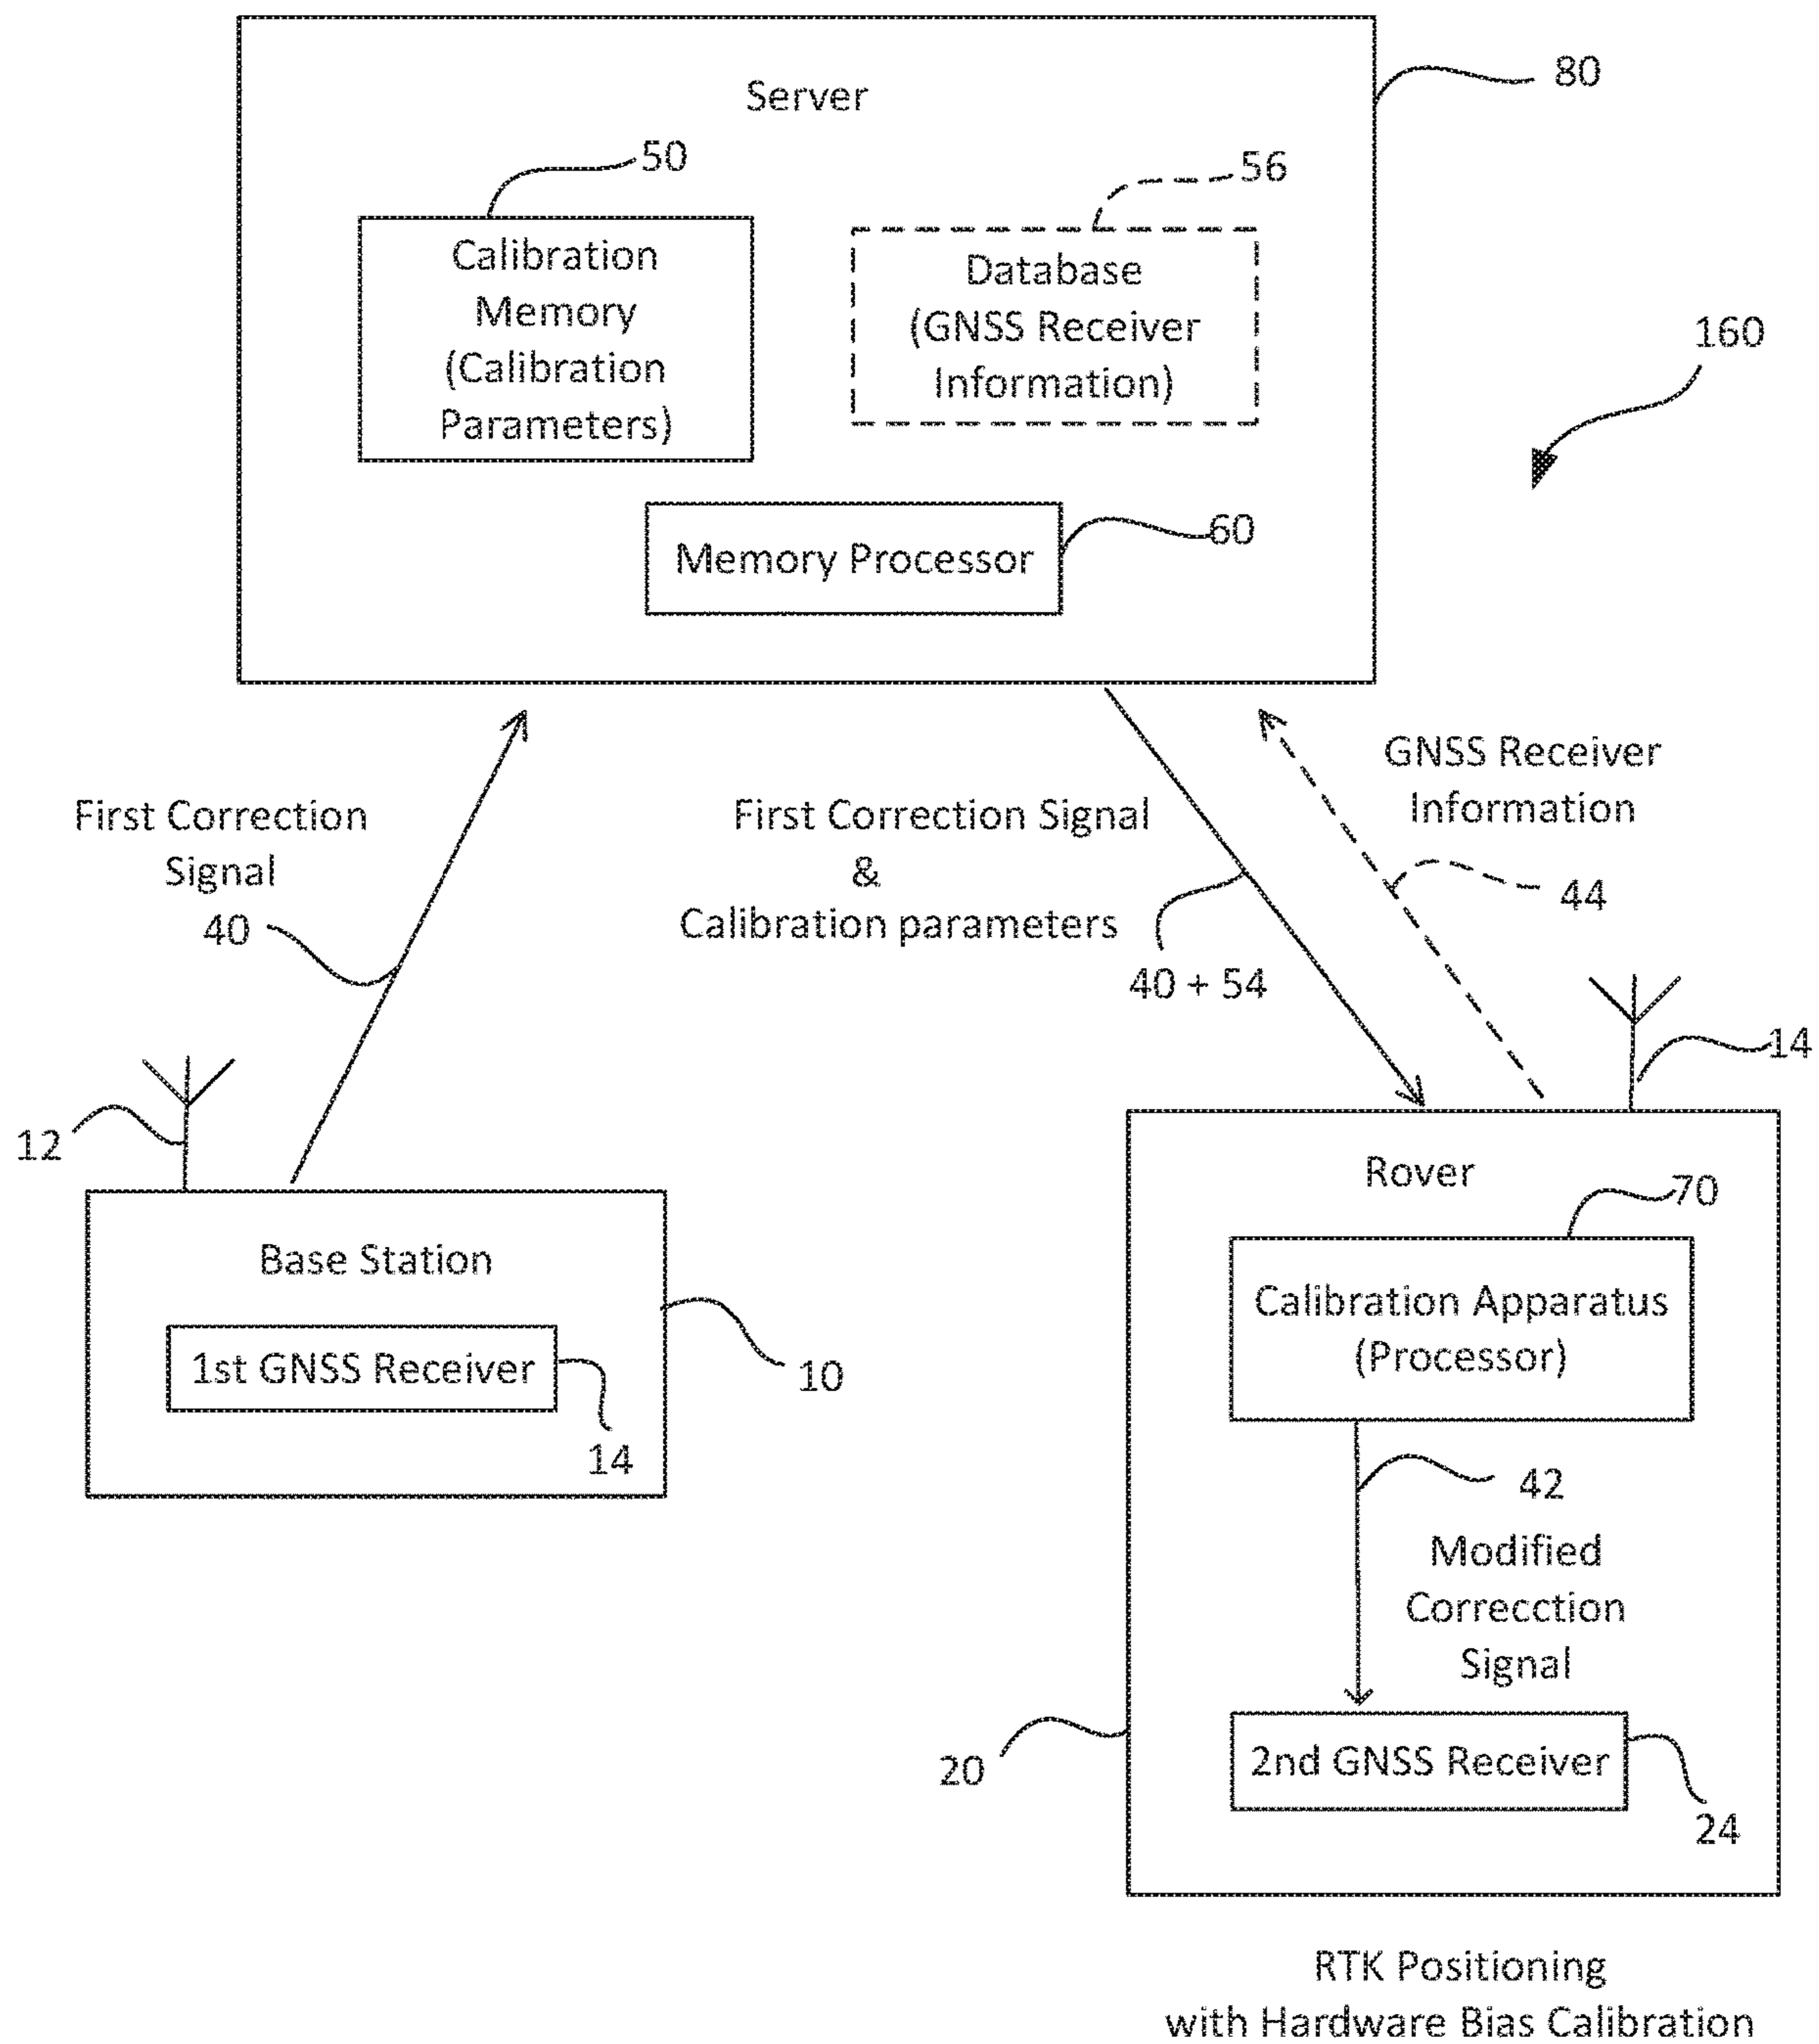 Server
80
50
56
Calibration
Memory
(Calibration
Parameters)
Database
(GNSS Receiver
Information)
160
Memory Processor
60
First Correction
Signal
40
First Correction Signal
&
Calibration parameters
40 + 54
GNSS Receiver
Information
44
12
14
Base Station
1st GNSS Receiver
10
14
Rover
70
Calibration Apparatus
(Processor)
42
Modified
Correcction
Signal
20
2nd GNSS Receiver
24
RTK Positioning
with Hardware Bias Calibration